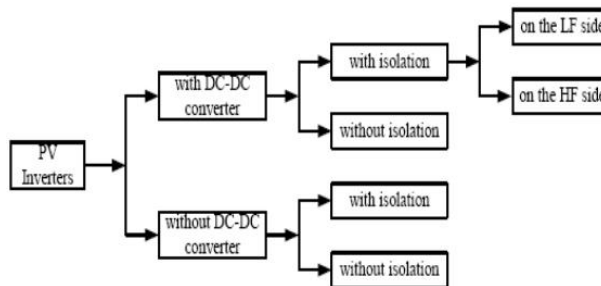 PV
Inverters
with DC-DC
converter
with isolation
on the LF side
on the HF side
without isolation
without DC-DC
converter
with isolation
without isolation